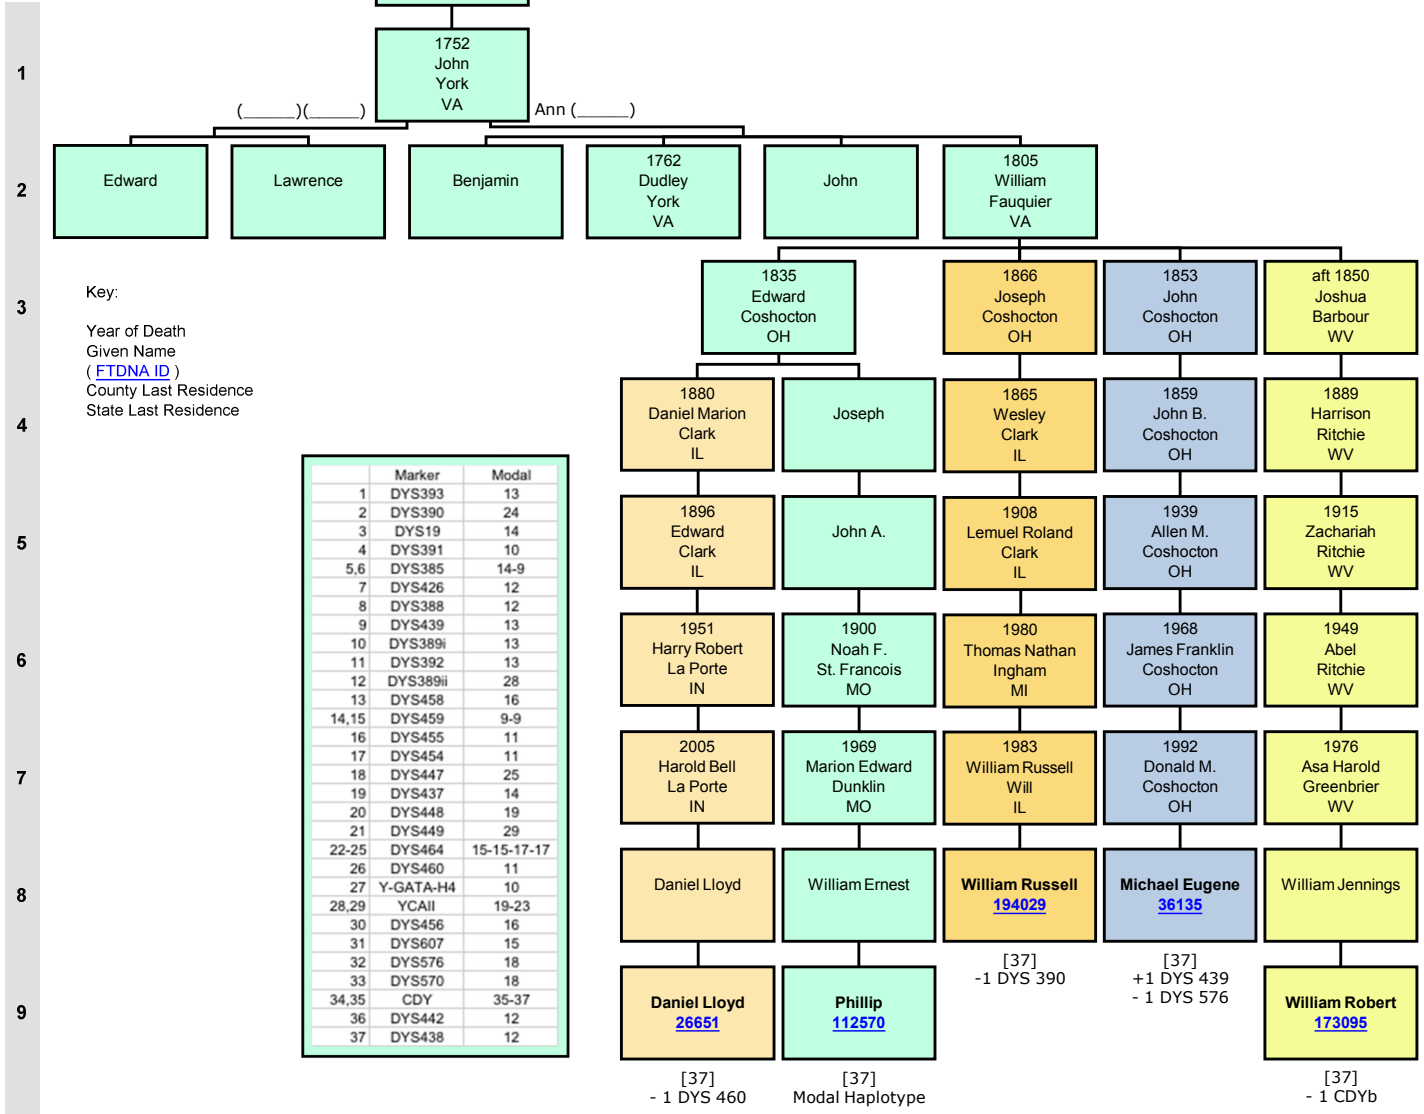 1
1752
John
York
VA
(_____)(_____)
Ann (_____)
2
Edward
Lawrence
Benjamin
1762
Dudley
York
VA
John
1805
William
Fauquier
VA
3
Key:
Year of Death
Given Name
( FTDNA ID )
County Last Residence
State Last Residence
1835
Edward
Coshocton
OH
1866
Joseph
Coshocton
OH
1853
John
Coshocton
OH
aft 1850
Joshua
Barbour
WV
4
1880
Daniel Marion
Clark
IL
Joseph
1865
Wesley
Clark
IL
1859
John B.
Coshocton
OH
1889
Harrison
Ritchie
WV
Marker Modal
1 DYS393 13
2 DYS390 24
3 DYS19 14
4 DYS391 10
5,6 DYS385 14-9
7 DYS426 12
8 DYS388 12
9 DYS439 13
10 DYS389i 13
11 DYS392 13
12 DYS389ii 28
13 DYS458 16
14,15 DYS459 9-9
16 DYS455 11
17 DYS454 11
18 DYS447 25
19 DYS437 14
20 DYS448 19
21 DYS449 29
22-25 DYS464 15-15-17-17
26 DYS460 11
27 Y-GATA-H4 10
28,29 YCAII 19-23
30 DYS456 16
31 DYS607 15
32 DYS576 18
33 DYS570 18
34,35 CDY 35-37
36 DYS442 12
37 DYS438 12
5
1896
Edward
Clark
IL
John A.
1908
Lemuel Roland
Clark
IL
1939
Allen M.
Coshocton
OH
1915
Zachariah
Ritchie
WV
6
1951
Harry Robert
La Porte
IN
1900
Noah F.
St. Francois
MO
1980
Thomas Nathan
Ingham
MI
1968
James Franklin
Coshocton
OH
1949
Abel
Ritchie
WV
7
2005
Harold Bell
La Porte
IN
1969
Marion Edward
Dunklin
MO
1983
William Russell
Will
IL
1992
Donald M.
Coshocton
OH
1976
Asa Harold
Greenbrier
WV
8
Daniel Lloyd
William Ernest
William Russell
194029
Michael Eugene
36135
William Jennings
[37]
-1 DYS 390
[37]
+1 DYS 439
- 1 DYS 576
9
Daniel Lloyd
26651
Phillip
112570
William Robert
173095
[37]
- 1 DYS 460
[37]
Modal Haplotype
[37]
- 1 CDYb